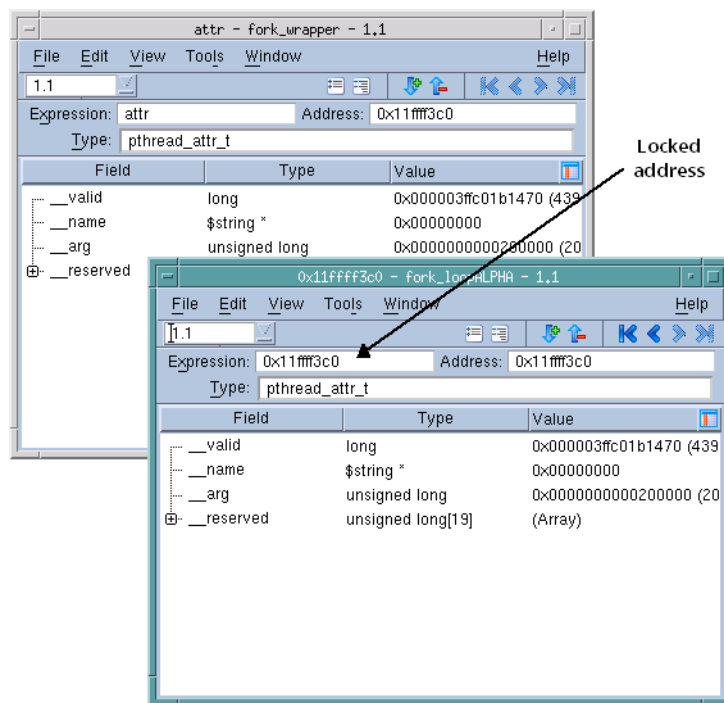 attr - fork_wrapper - 1.1
File Edit View Tools Window Help
1.1
Expression: attr Address: 0x11ffff3c0
Type: pthread_attr_t
Field Type Value
__valid long 0x000003ffc01b1470 (439
__name $string * 0x00000000
__arg unsigned long 0x0000000000200000 (20
__reserved
Locked
address
0x11ffff3c0 - fork_loopALPHA - 1.1
File Edit View Tools Window Help
1.1
Expression: 0x11ffff3c0 Address: 0x11ffff3c0
Type: pthread_attr_t
Field Type Value
__valid long 0x000003ffc01b1470 (439
__name $string * 0x00000000
__arg unsigned long 0x0000000000200000 (20
__reserved unsigned long[19] (Array)